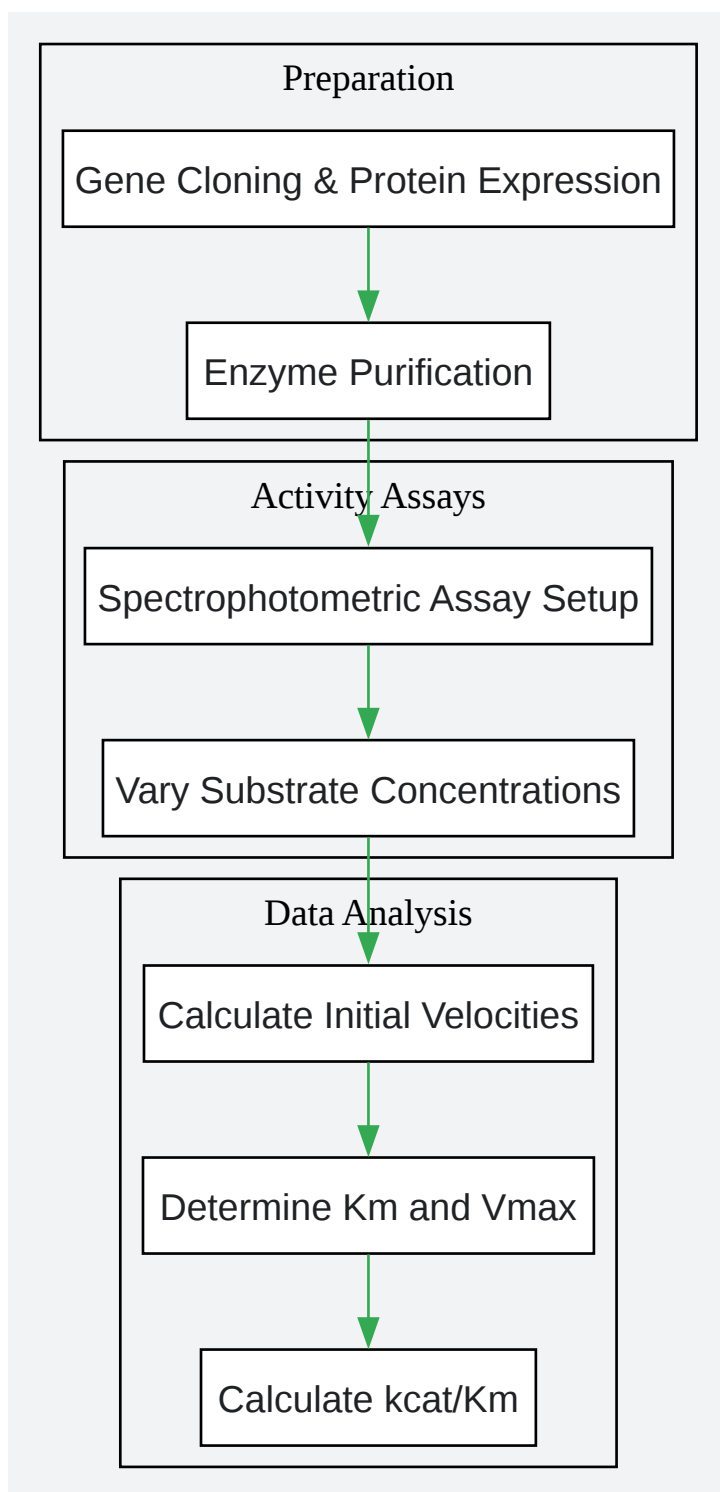 Preparation
Gene Cloning & Protein Expression
Enzyme Purification
Activity Assays
Spectrophotometric Assay Setup
Vary Substrate Concentrations
Data Analysis
Calculate Initial Velocities
Determine Km and Vmax
Calculate kcat/Km